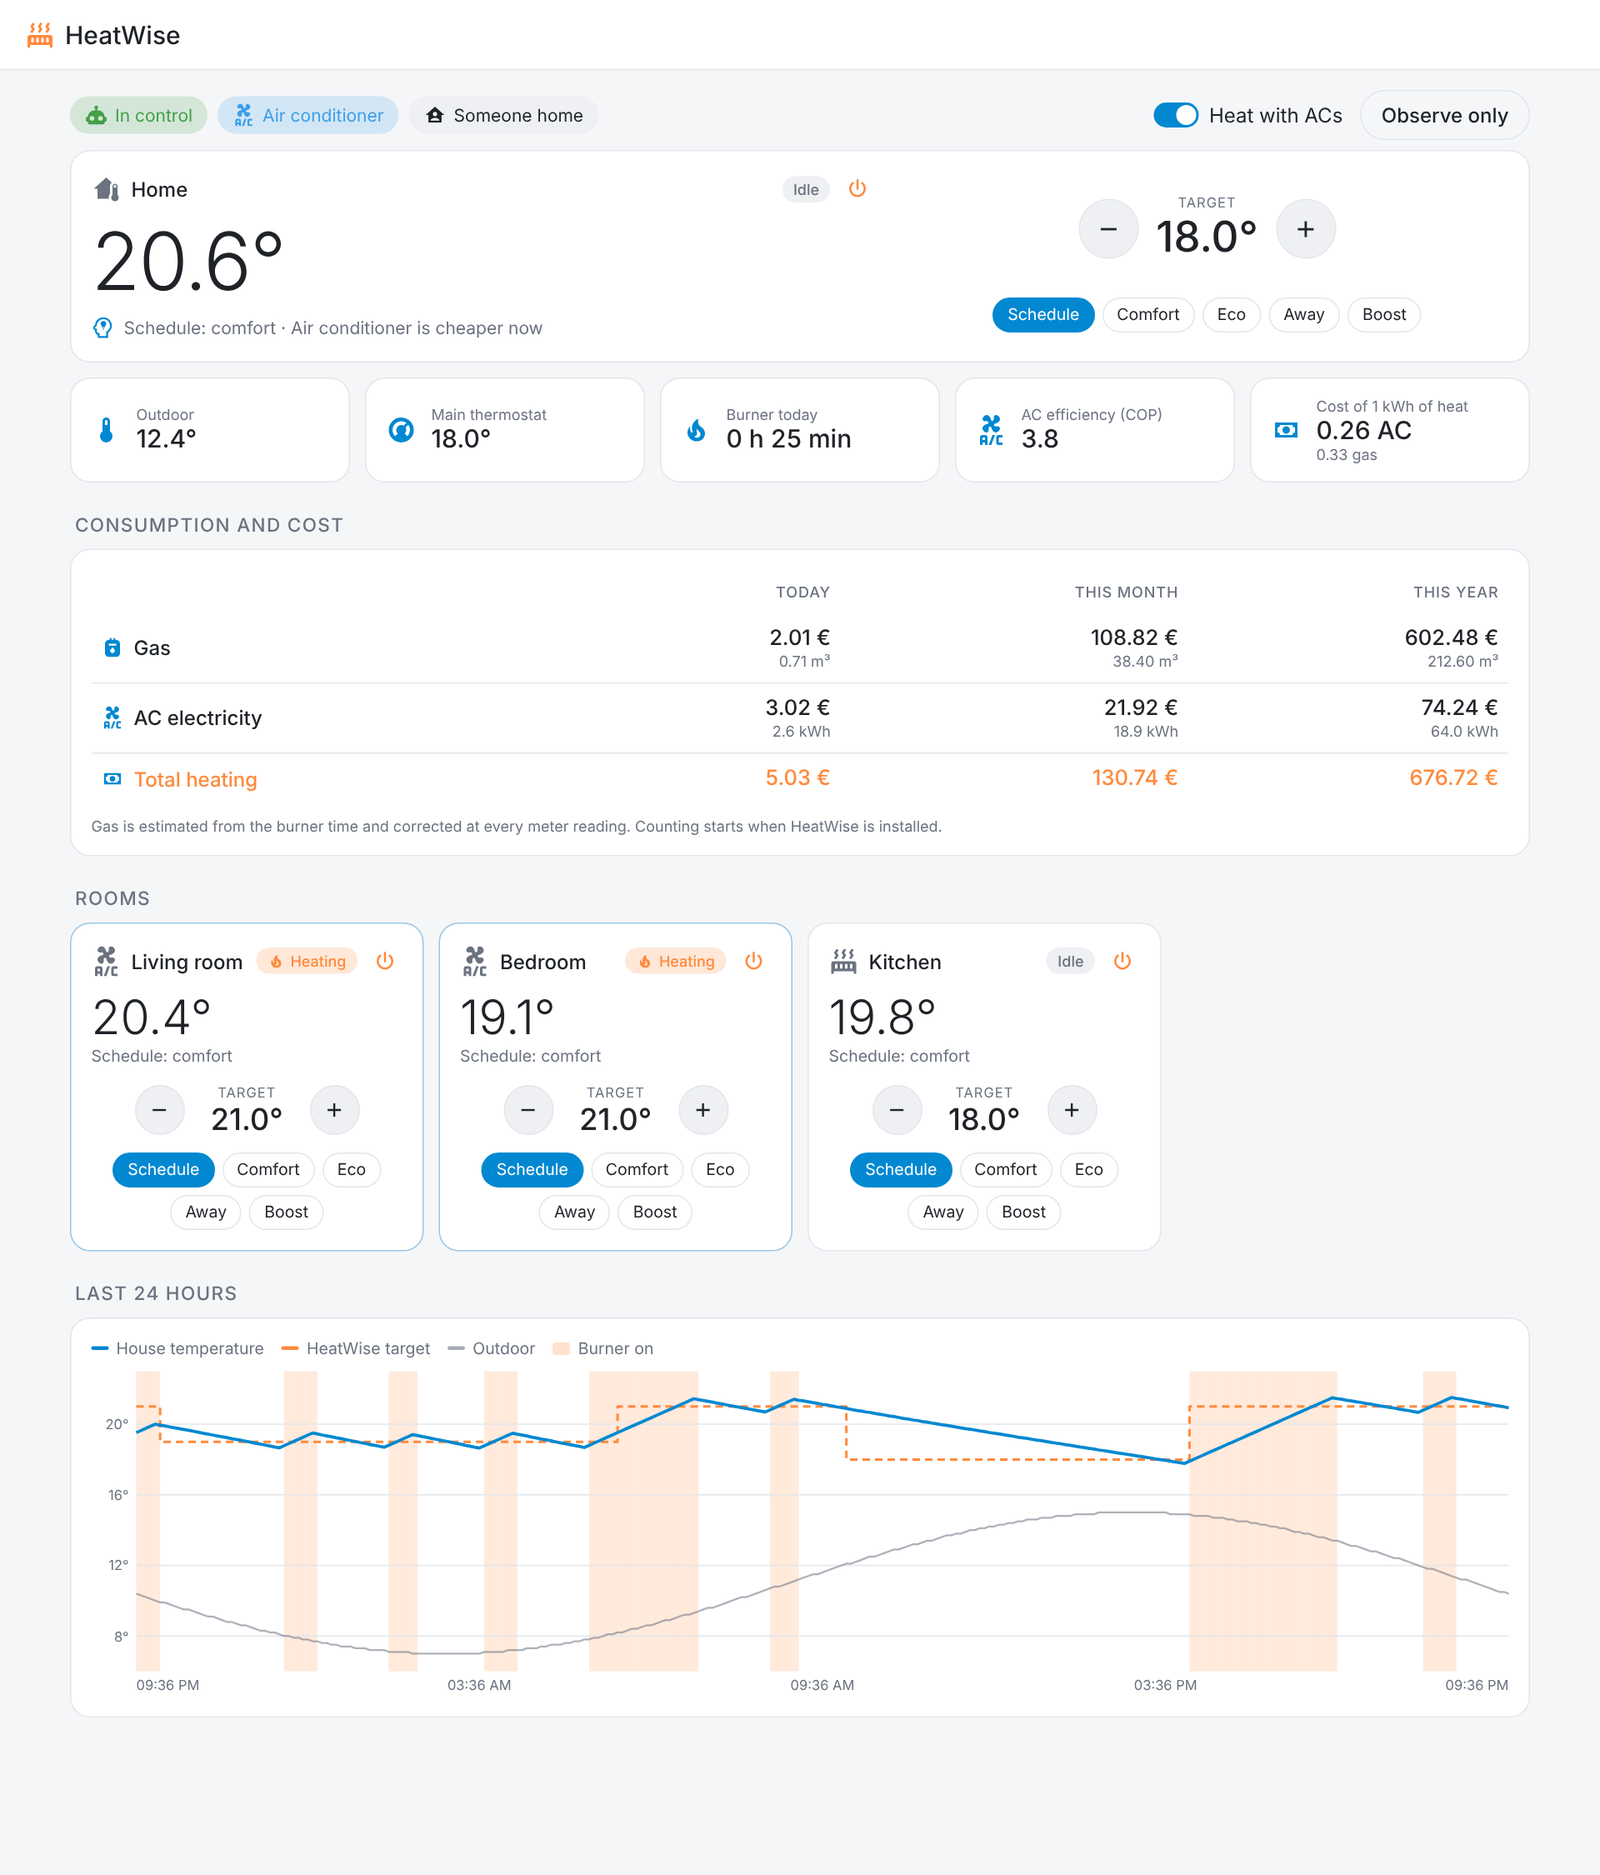 HeatWise
In control
A/C Air conditioner
Someone home
Heat with ACs
Observe only
Home
Idle
20.6°
Schedule: comfort · Air conditioner is cheaper now
TARGET
− 18.0° +
Schedule Comfort Eco Away Boost
Outdoor
12.4°
Main thermostat
18.0°
Burner today
0 h 25 min
A/C
AC efficiency (COP)
3.8
Cost of 1 kWh of heat
0.26 AC
0.33 gas
CONSUMPTION AND COST
TODAY THIS MONTH THIS YEAR
Gas 2.01 € 108.82 € 602.48 €
0.71 m³ 38.40 m³ 212.60 m³
A/C AC electricity 3.02 € 21.92 € 74.24 €
2.6 kWh 18.9 kWh 64.0 kWh
Total heating 5.03 € 130.74 € 676.72 €
Gas is estimated from the burner time and corrected at every meter reading. Counting starts when HeatWise is installed.
ROOMS
A/C Living room Heating
20.4°
Schedule: comfort
TARGET
− 21.0° +
Schedule Comfort Eco
Away Boost
A/C Bedroom Heating
19.1°
Schedule: comfort
TARGET
− 21.0° +
Schedule Comfort Eco
Away Boost
Kitchen Idle
19.8°
Schedule: comfort
TARGET
− 18.0° +
Schedule Comfort Eco
Away Boost
LAST 24 HOURS
House temperature HeatWise target Outdoor Burner on
20°
16°
12°
8°
09:36 PM 03:36 AM 09:36 AM 03:36 PM 09:36 PM